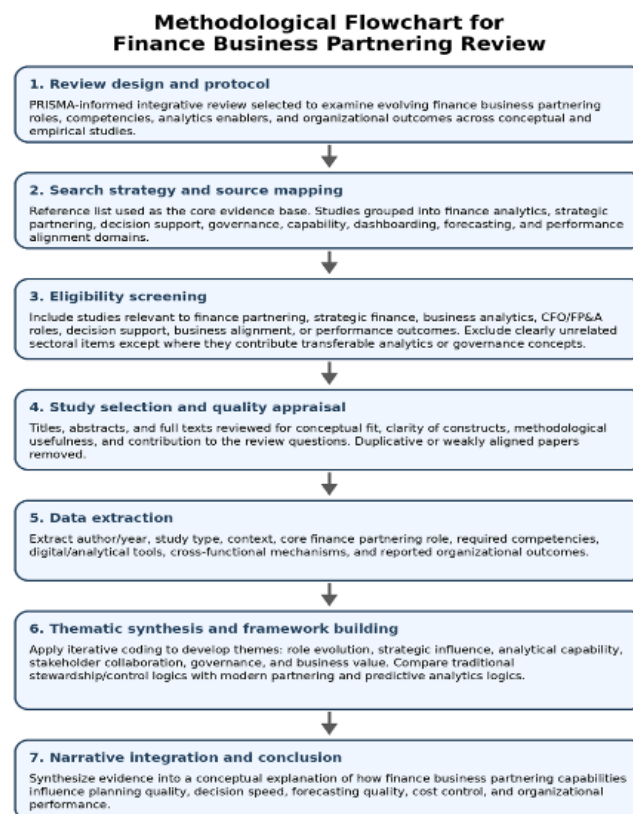 Methodological Flowchart for
Finance Business Partnering Review
1. Review design and protocol
PRISMA-informed integrative review selected to examine evolving finance business partnering
roles, competencies, analytics enablers, and organizational outcomes across conceptual and
empirical studies.
2. Search strategy and source mapping
Reference list used as the core evidence base. Studies grouped into finance analytics, strategic
partnering, decision support, governance, capability, dashboarding, forecasting, and performance
alignment domains.
3. Eligibility screening
Include studies relevant to finance partnering, strategic finance, business analytics, CFO/FP&A
roles, decision support, business alignment, or performance outcomes. Exclude clearly unrelated
sectoral items except where they contribute transferable analytics or governance concepts.
4. Study selection and quality appraisal
Titles, abstracts, and full texts reviewed for conceptual fit, clarity of constructs, methodological
usefulness, and contribution to the review questions. Duplicative or weakly aligned papers
removed.
5. Data extraction
Extract author/year, study type, context, core finance partnering role, required competencies,
digital/analytical tools, cross-functional mechanisms, and reported organizational outcomes.
6. Thematic synthesis and framework building
Apply iterative coding to develop themes: role evolution, strategic influence, analytical capability,
stakeholder collaboration, governance, and business value. Compare traditional
stewardship/control logics with modern partnering and predictive analytics logics.
7. Narrative integration and conclusion
Synthesize evidence into a conceptual explanation of how finance business partnering capabilities
influence planning quality, decision speed, forecasting quality, cost control, and organizational
performance.